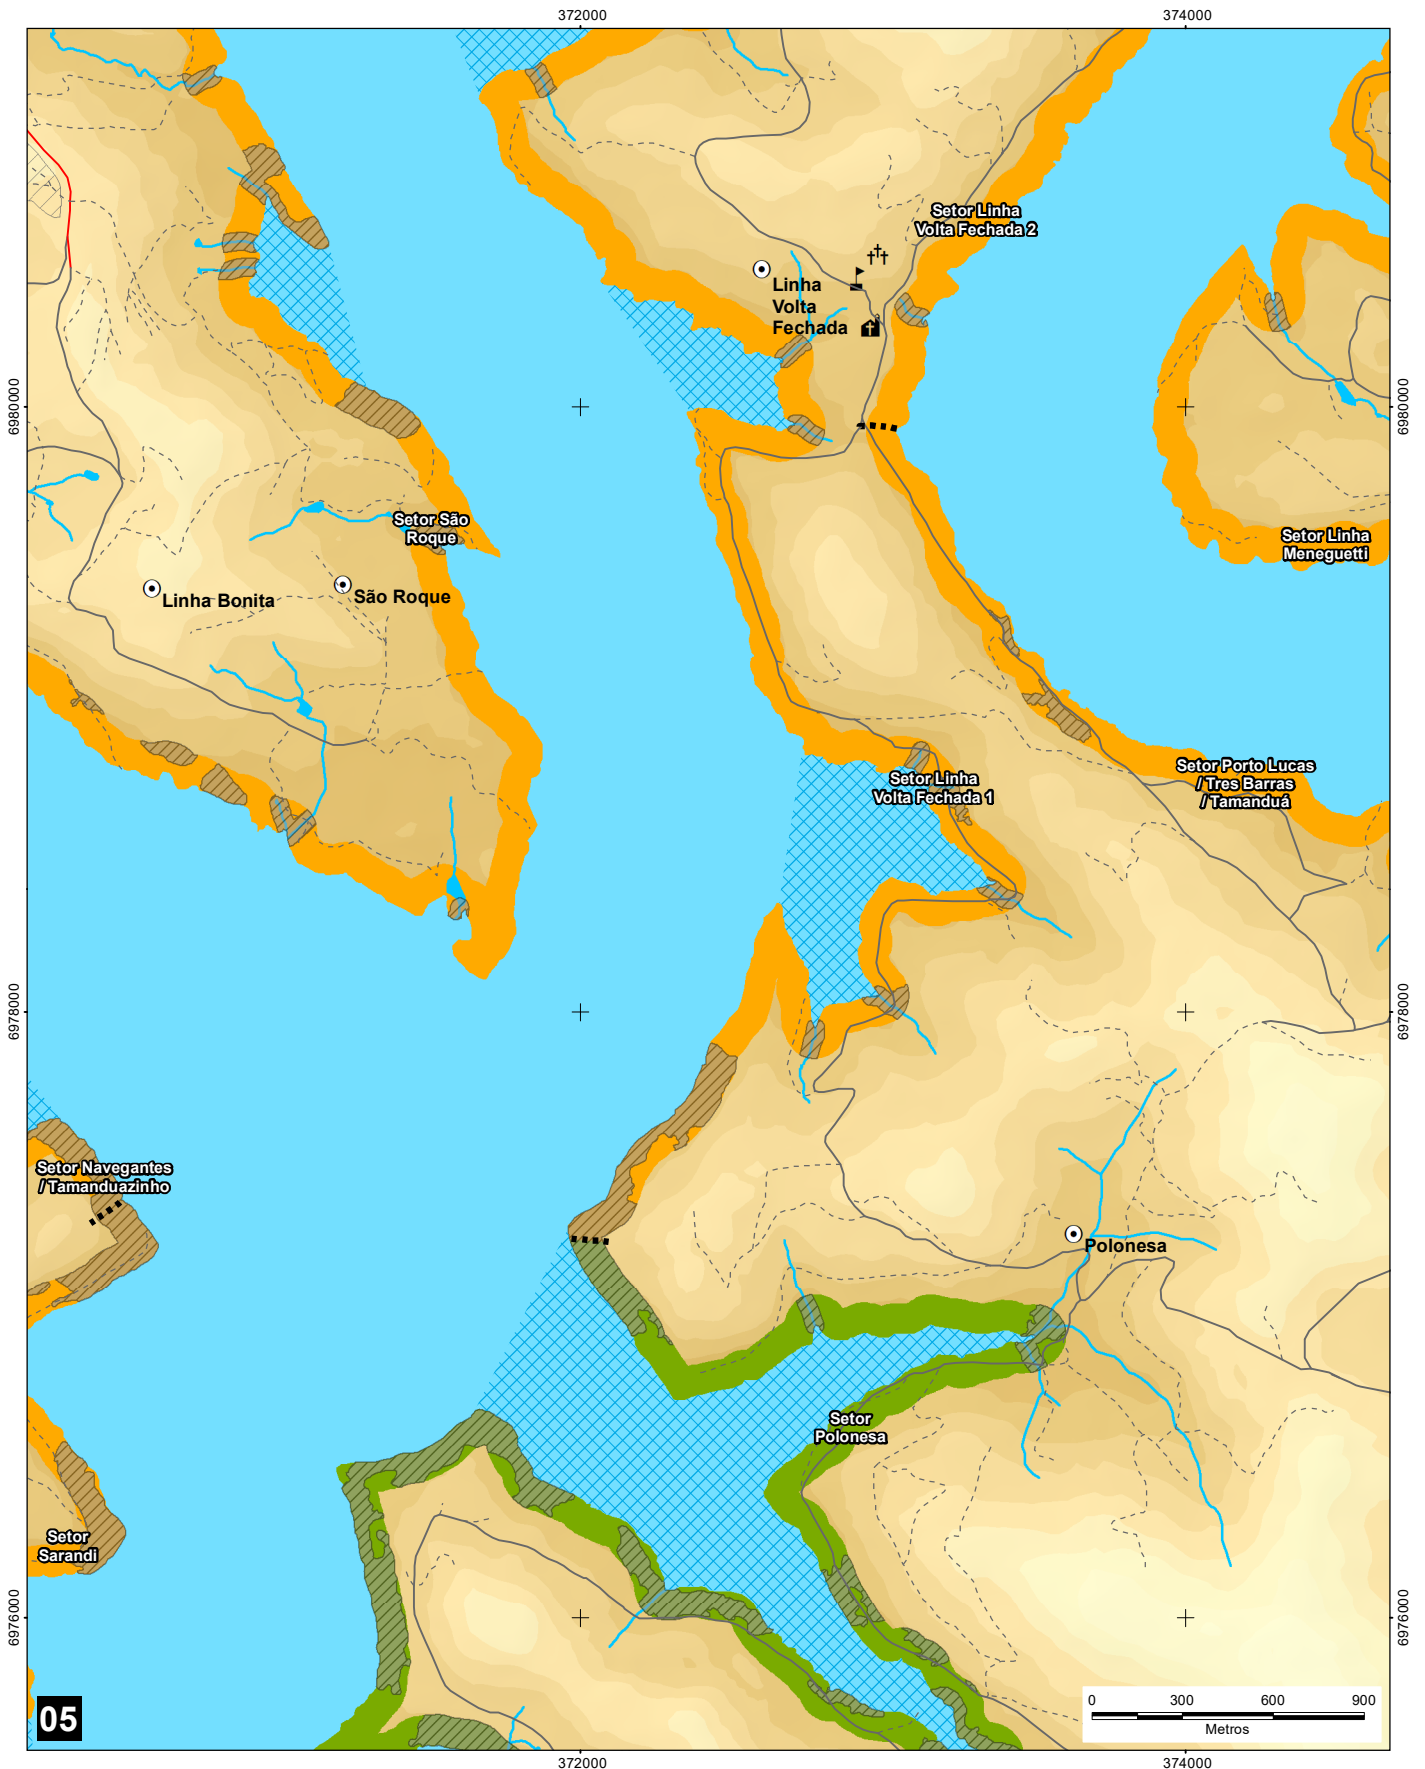 372000
374000
Setor Linha
Volta Fechada 2
Linha
Volta
Fechada
6980000
6980000
Setor São
Roque
Setor Linha
Meneguetti
Linha Bonita
São Roque
Setor Porto Lucas
/ Tres Barras
/ Tamanduá
Setor Linha
Volta Fechada 1
6978000
6978000
Setor Navegantes
/ Tamanduazinho
Polonesa
Setor
Polonesa
Setor
Sarandi
6976000
6976000
05
0 300 600 900
Metros
372000
374000